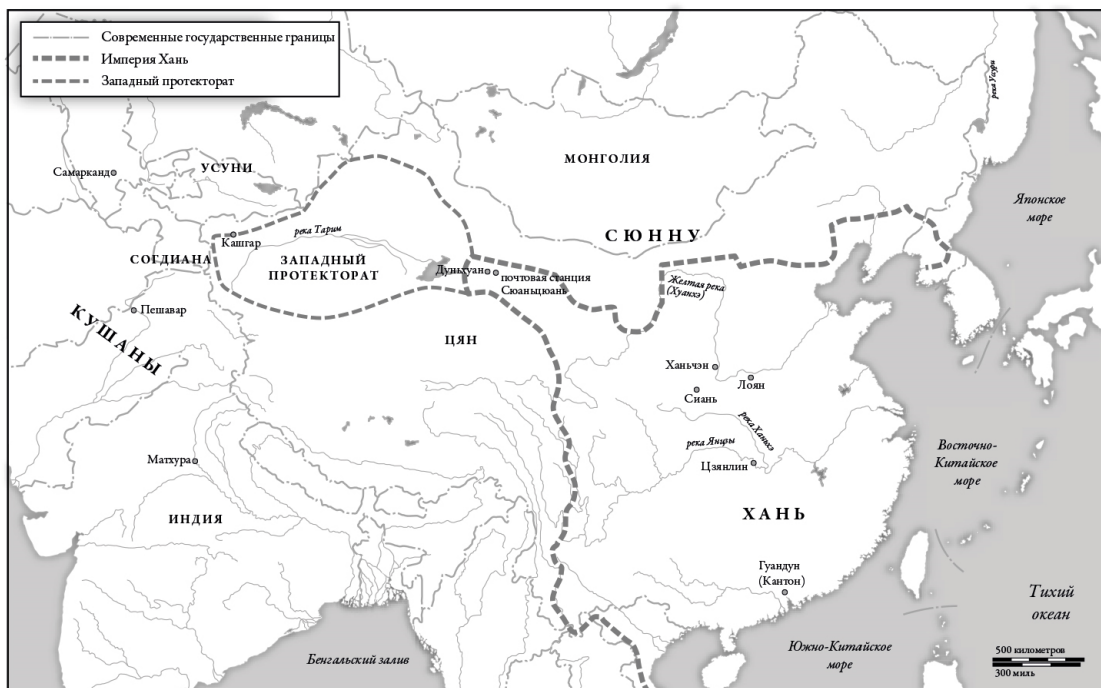 Современные государственные границы
Империя Хань
Западный протекторат
река Уссури
МОНГОЛИЯ
УСУНИ
Самарканд
Японское
море
река Тарим
СЮННУ
Кашгар
СОГДИАНА
ЗАПАДНЫЙ
ПРОТЕКТОРАТ
Дуньхуан
почтовая станция
Сюаньцюань
Желтая река
(Хуанхэ)
Пешавар
КУШАНЫ
ЦЯН
Ханьчэн
Лоян
Сиань
река Ханхэ
река Янцзы
Цзянлин
Восточно-
Китайское
море
Матхура
ИНДИЯ
ХАНЬ
Гуандун
(Кантон)
Тихий
океан
Бенгальский залив
Южно-Китайское
море
500 километров
300 миль